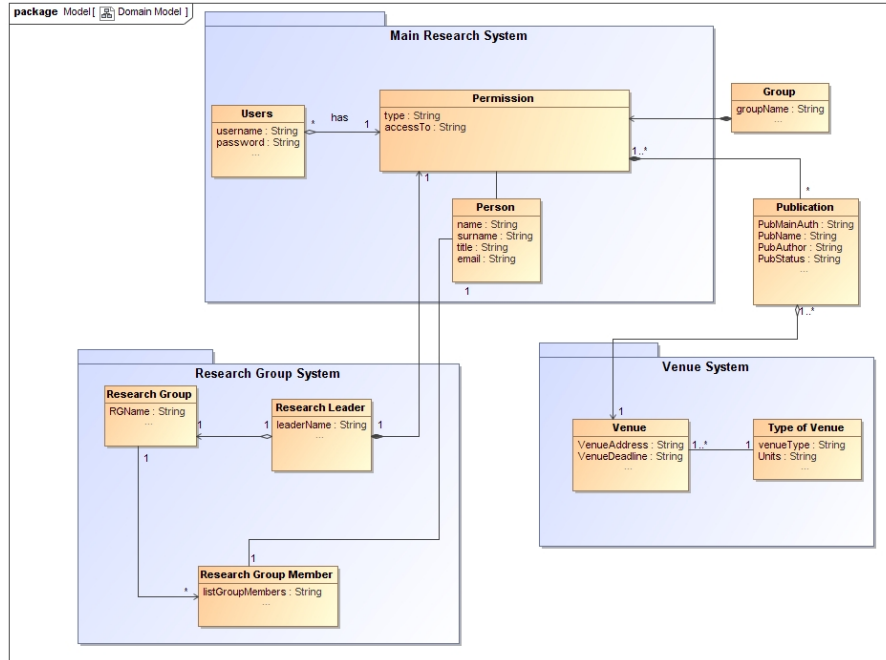 package Model [ Domain Model ]
Main Research System
Users
username : String
password : String
...
*
has
1
Permission
type : String
accessTo : String
Group
groupName : String
...
1..*
*
1
Person
name : String
surname : String
title : String
email : String
1
Publication
PubMainAuth : String
PubName : String
PubAuthor : String
PubStatus : String
...
1..*
Research Group System
Research Group
RGName : String
...
1
1
Research Leader
leaderName : String
...
1
1
1
*
Research Group Member
listGroupMembers : String
...
Venue System
1
Venue
VenueAddress : String
VenueDeadline : String
...
1..*
1
Type of Venue
venueType : String
Units : String
...